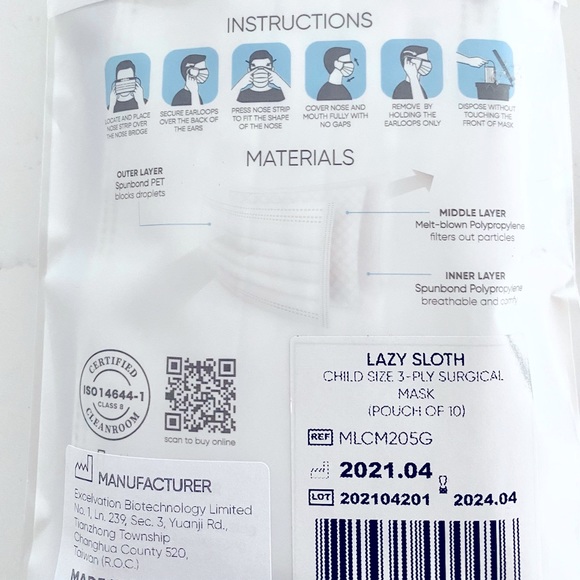 INSTRUCTIONS
LOCATE AND PLACE
NOSE STRIP OVER
THE NOSE BRIDGE
SECURE EARLOOPS
OVER THE BACK OF
THE EARS
PRESS NOSE STRIP
TO FIT THE SHAPE
OF THE NOSE
COVER NOSE AND
MOUTH FULLY WITH
NO GAPS
REMOVE BY
HOLDING THE
EARLOOPS ONLY
DISPOSE WITHOUT
TOUCHING THE
FRONT OF MASK
MATERIALS
OUTER LAYER
Spunbond PET
blocks droplets
MIDDLE LAYER
Melt-blown Polypropylene
filters out particles
INNER LAYER
Spunbond Polypropylene
breathable and comfy
CERTIFIED
ISO14644-1
CLASS 8
CLEANROOM
scan to buy online
LAZY SLOTH
CHILD SIZE 3-PLY SURGICAL
MASK
(POUCH OF 10)
REF MLCM205G
2021.04
LOT 202104201 2024.04
MANUFACTURER
Excelvation Biotechnology Limited
No. 1, Ln. 239, Sec. 3, Yuanji Rd.,
Tianzhong Township
Changhua County 520,
Taiwan (R.O.C.)